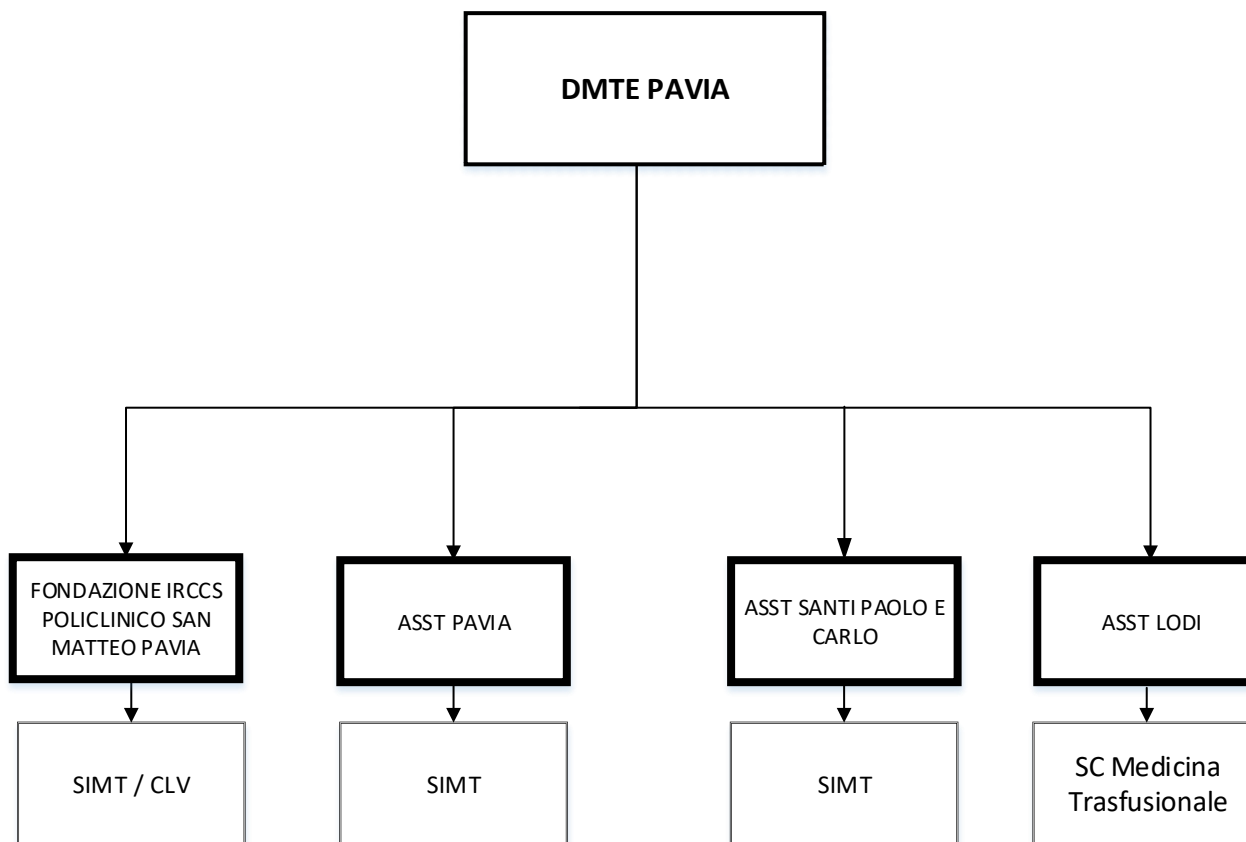 DMTE PAVIA
FONDAZIONE IRCCS
POLICLINICO SAN
MATTEO PAVIA
ASST PAVIA
ASST SANTI PAOLO E
CARLO
ASST LODI
SIMT / CLV
SIMT
SIMT
SC Medicina
Trasfusionale